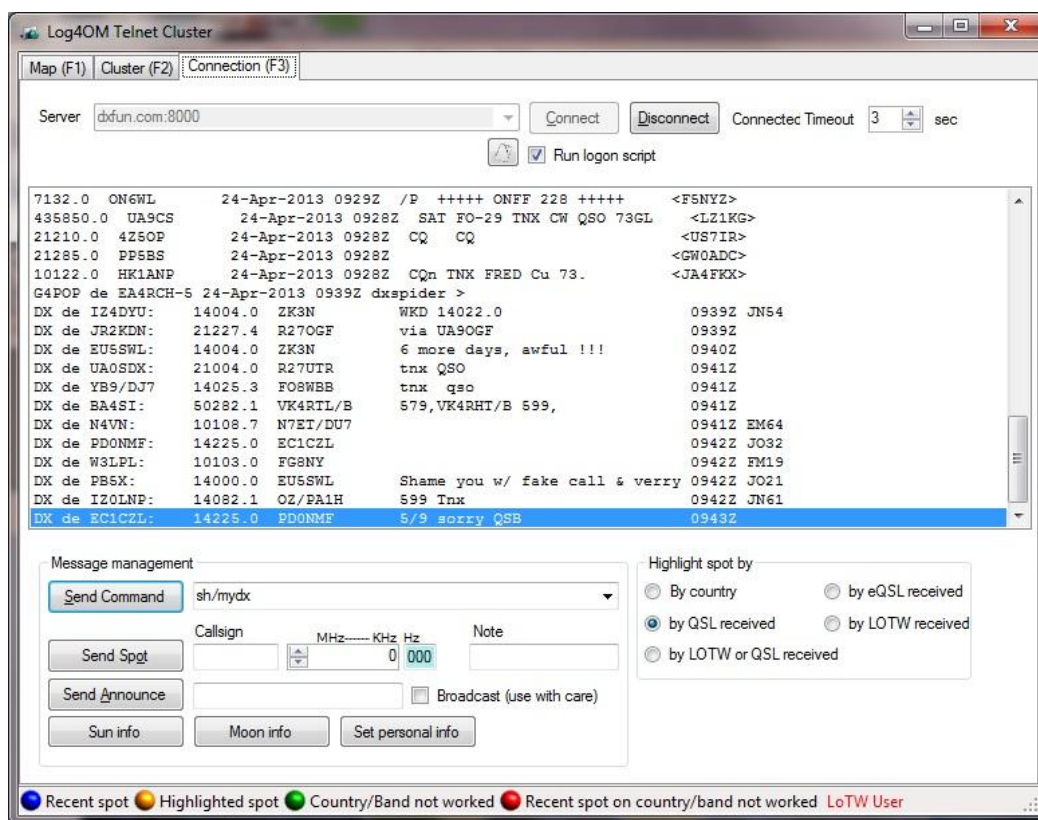 Log4OM Telnet Cluster
Map (F1) Cluster (F2) Connection (F3)
Server dxfun.com:8000 Connect Disconnect Connected Timeout 3 sec
Run logon script
7132.0 ON6WL 24-Apr-2013 0929Z /P +++++ ONFF 228 +++++ <F5NYZ>
435850.0 UA9CS 24-Apr-2013 0928Z SAT FO-29 TNX CW QSO 73GL <LZ1KG>
21210.0 4Z5OP 24-Apr-2013 0928Z CQ CQ <US7IR>
21285.0 PP5BS 24-Apr-2013 0928Z <GW0ADC>
10122.0 HK1ANP 24-Apr-2013 0928Z CQn TNX FRED Cu 73. <JA4FKX>
G4POP de EA4RCH-5 24-Apr-2013 0939Z dxspider >
DX de IZ4DYU: 14004.0 ZK3N WKD 14022.0 0939Z JN54
DX de JR2KDN: 21227.4 R27OGF via UA9OGF 0939Z
DX de EU5SWL: 14004.0 ZK3N 6 more days, awful !!! 0940Z
DX de UA0SDX: 21004.0 R27UTR tnx QSO 0941Z
DX de YB9/DJ7 14025.3 FO8WBB tnx qso 0941Z
DX de BA4SI: 50282.1 VK4RTL/B 579,VK4RHT/B 599, 0941Z
DX de N4VN: 10108.7 N7ET/DU7 0941Z EM64
DX de PD0NMF: 14225.0 EC1CZL 0942Z JO32
DX de W3LPL: 10103.0 FG8NY 0942Z FM19
DX de PB5X: 14000.0 EU5SWL Shame you w/ fake call & verry 0942Z JO21
DX de IZ0LNP: 14082.1 OZ/PA1H 599 Tnx 0942Z JN61
DX de EC1CZL: 14225.0 PD0NMF 5/9 sorry QSB 0943Z
Message management
Send Command sh/mydx
Callsign MHz------ KHz Hz Note
Send Spot 0 000
Send Announce Broadcast (use with care)
Sun info Moon info Set personal info
Highlight spot by
By country by eQSL received
by QSL received by LOTW received
by LOTW or QSL received
Recent spot Highlighted spot Country/Band not worked Recent spot on country/band not worked LoTW User